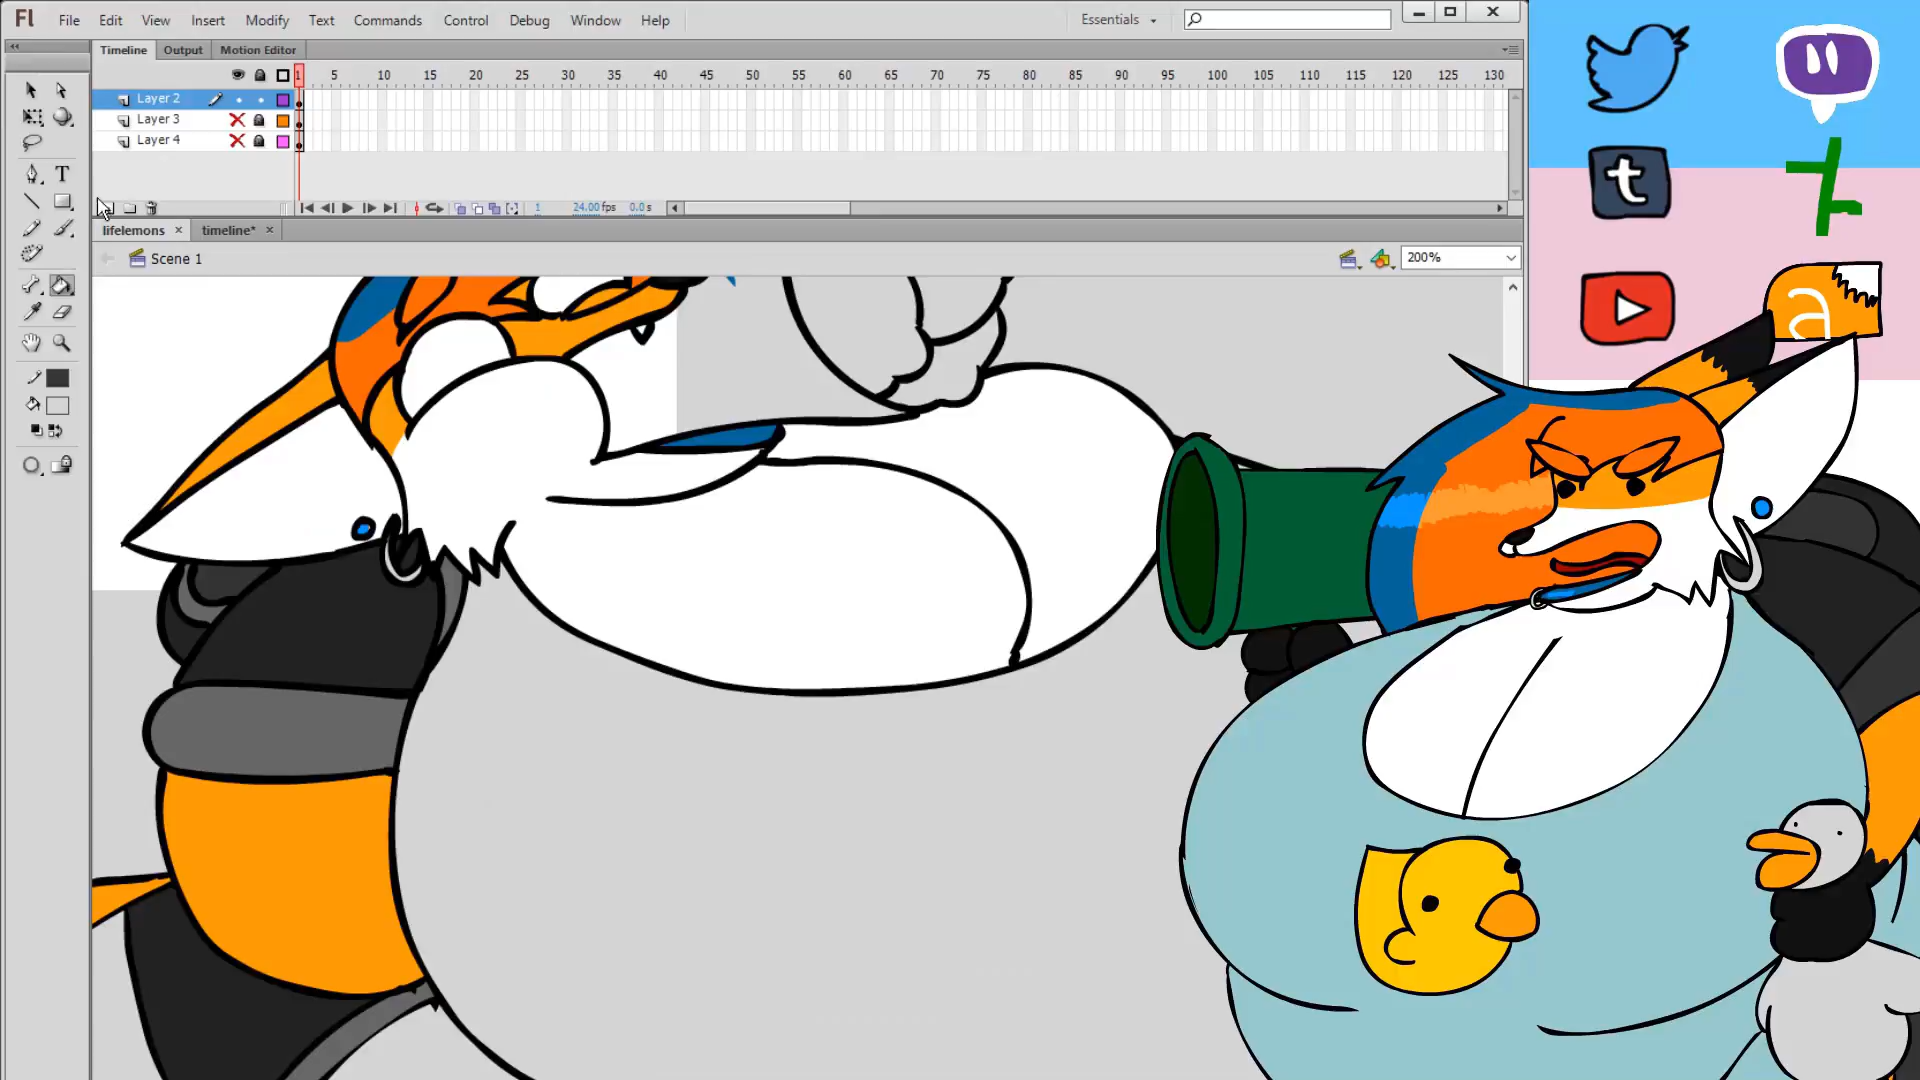 Fl File Edit View Insert Modify Text Commands Control Debug Window Help Essentials
Timeline Output Motion Editor
1 5 10 15 20 25 30 35 40 45 50 55 60 65 70 75 80 85 90 95 100 105 110 115 120 125 130
Layer 2
Layer 3
Layer 4
1 24.00 fps 0.0 s
lifelemons timeline*
Scene 1 200%
t
a
T